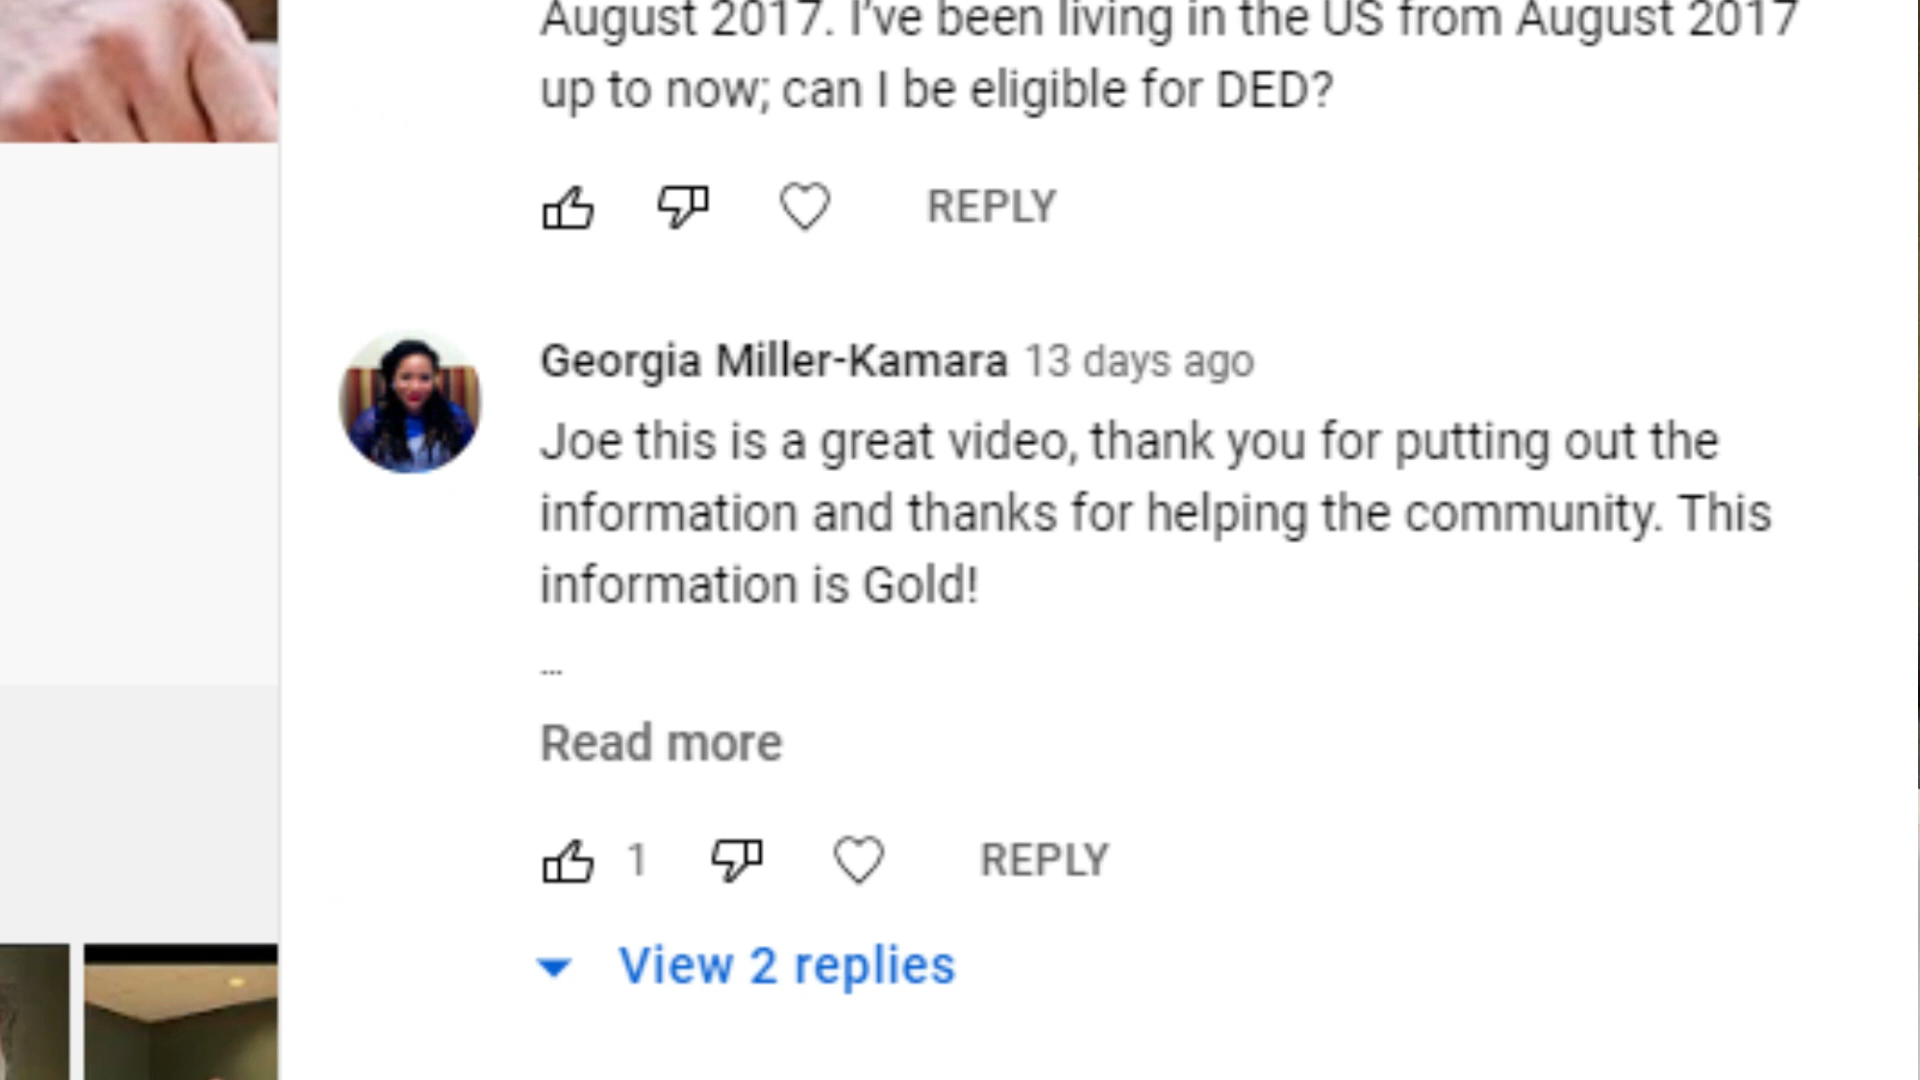 August 2017. I've been living in the US from August 2017
up to now; can I be eligible for DED?
REPLY
Georgia Miller-Kamara 13 days ago
Joe this is a great video, thank you for putting out the
information and thanks for helping the community. This
information is Gold!
...
Read more
1 REPLY
View 2 replies